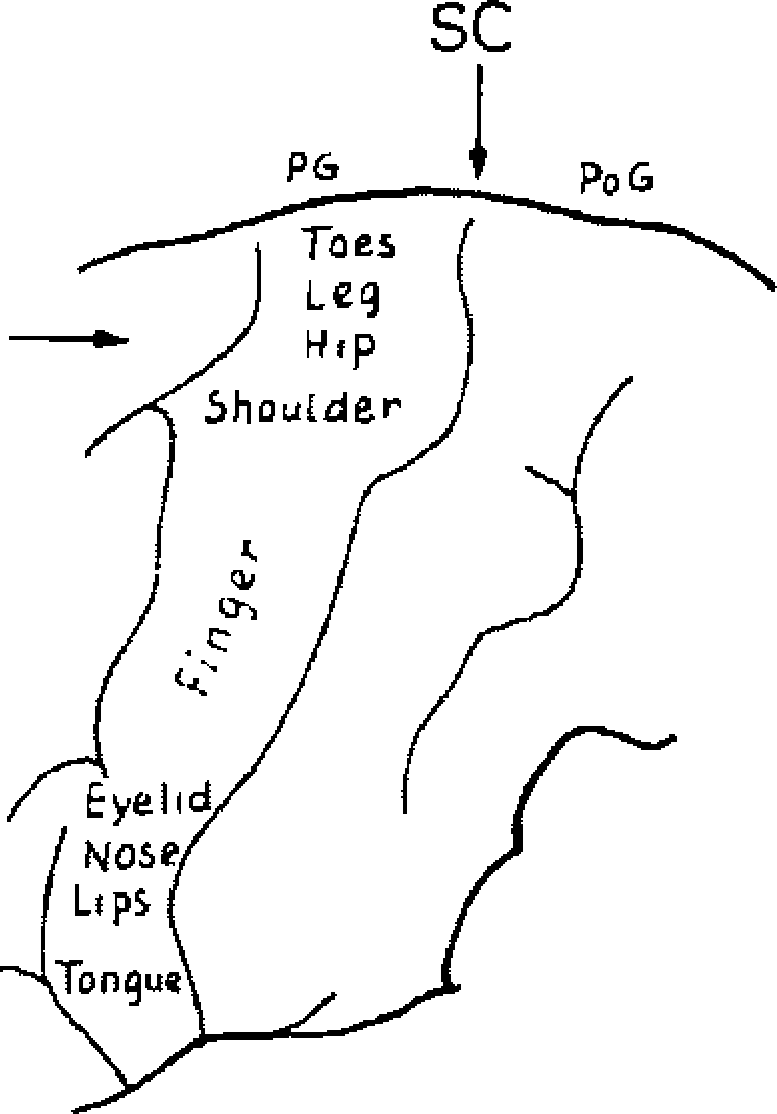 SC
PG
PoG
Toes
Leg
Hip
Shoulder
Finger
Eyelid
Nose
Lips
Tongue